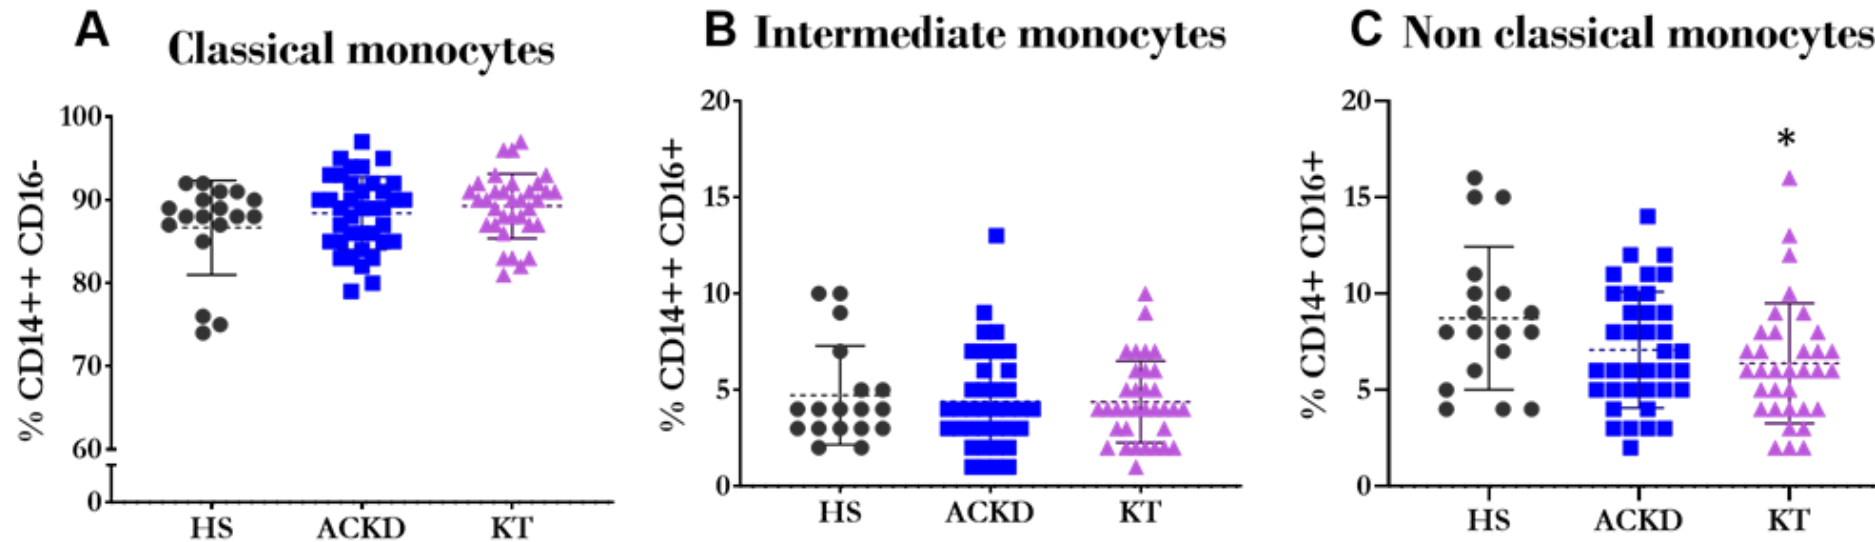 A Classical monocytes
% CD14++ CD16-
100
90
80
70
60
0
HS ACKD KT
B Intermediate monocytes
% CD14++ CD16+
20
15
10
5
0
HS ACKD KT
C Non classical monocytes
% CD14+ CD16+
20
15
10
5
0
*
HS ACKD KT